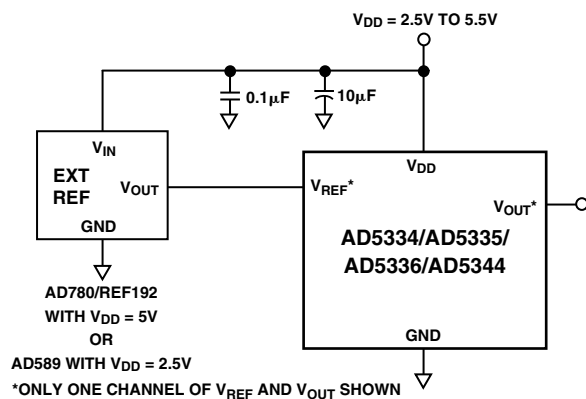 V_DD = 2.5V TO 5.5V
0.1µF
10µF
V_IN
EXT
REF
V_OUT
GND
V_DD
V_REF*
V_OUT*
AD5334/AD5335/
AD5336/AD5344
GND
AD780/REF192
WITH V_DD = 5V
OR
AD589 WITH V_DD = 2.5V
*ONLY ONE CHANNEL OF V_REF AND V_OUT SHOWN